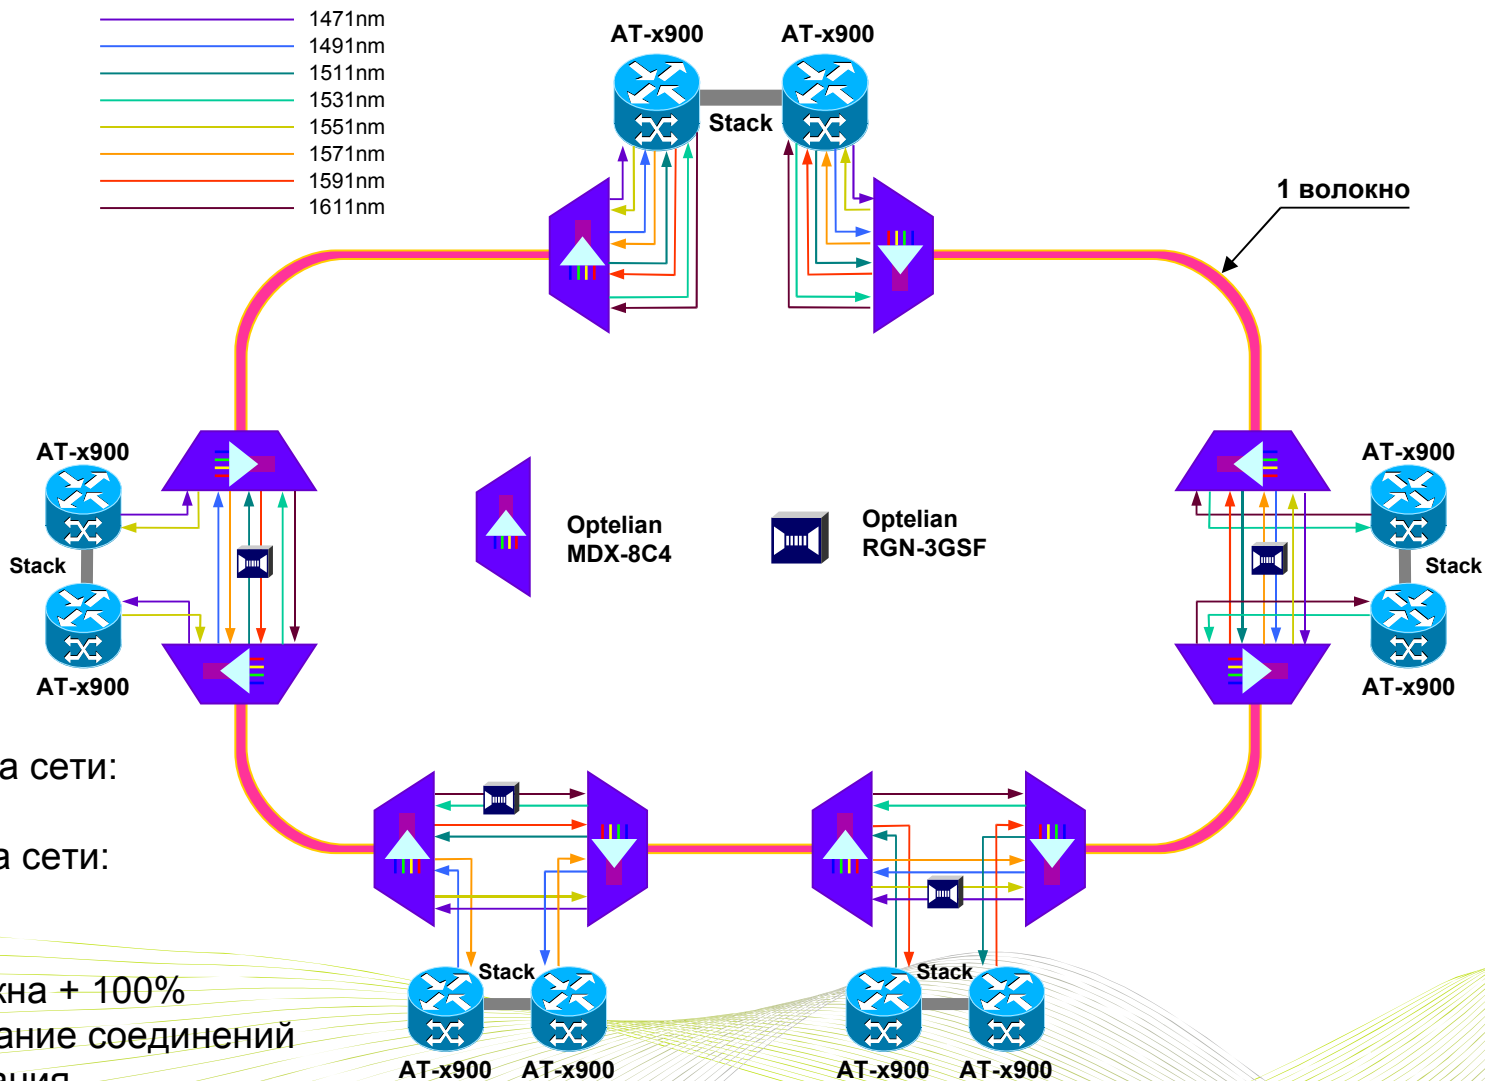 1471nm
1491nm
1511nm
1531nm
1551nm
1571nm
1591nm
1611nm
AT-x900
AT-x900
Stack
1 волокно
AT-x900
Stack
AT-x900
Optelian
MDX-8C4
Optelian
RGN-3GSF
AT-x900
Stack
AT-x900
а сети:
а сети:
кна + 100%
ание соединений
Stack
AT-x900
AT-x900
Stack
AT-x900
AT-x900